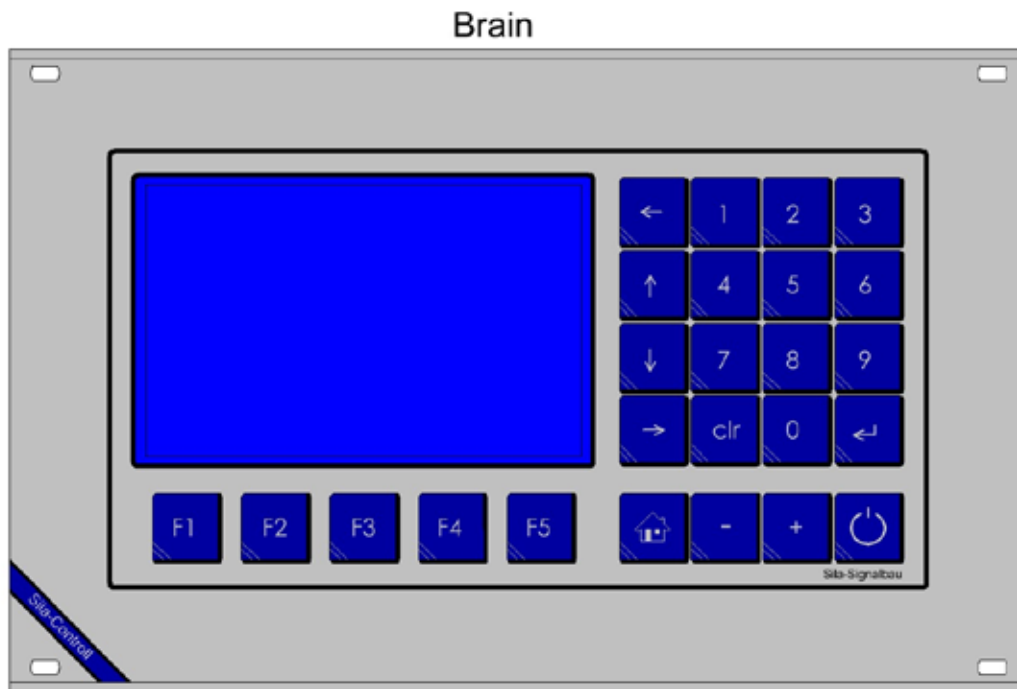 Brain
← 1 2 3
↑ 4 5 6
↓ 7 8 9
→ clr 0 ↵
F1 F2 F3 F4 F5 - +
Sila-Signalbau
Sila-Controll